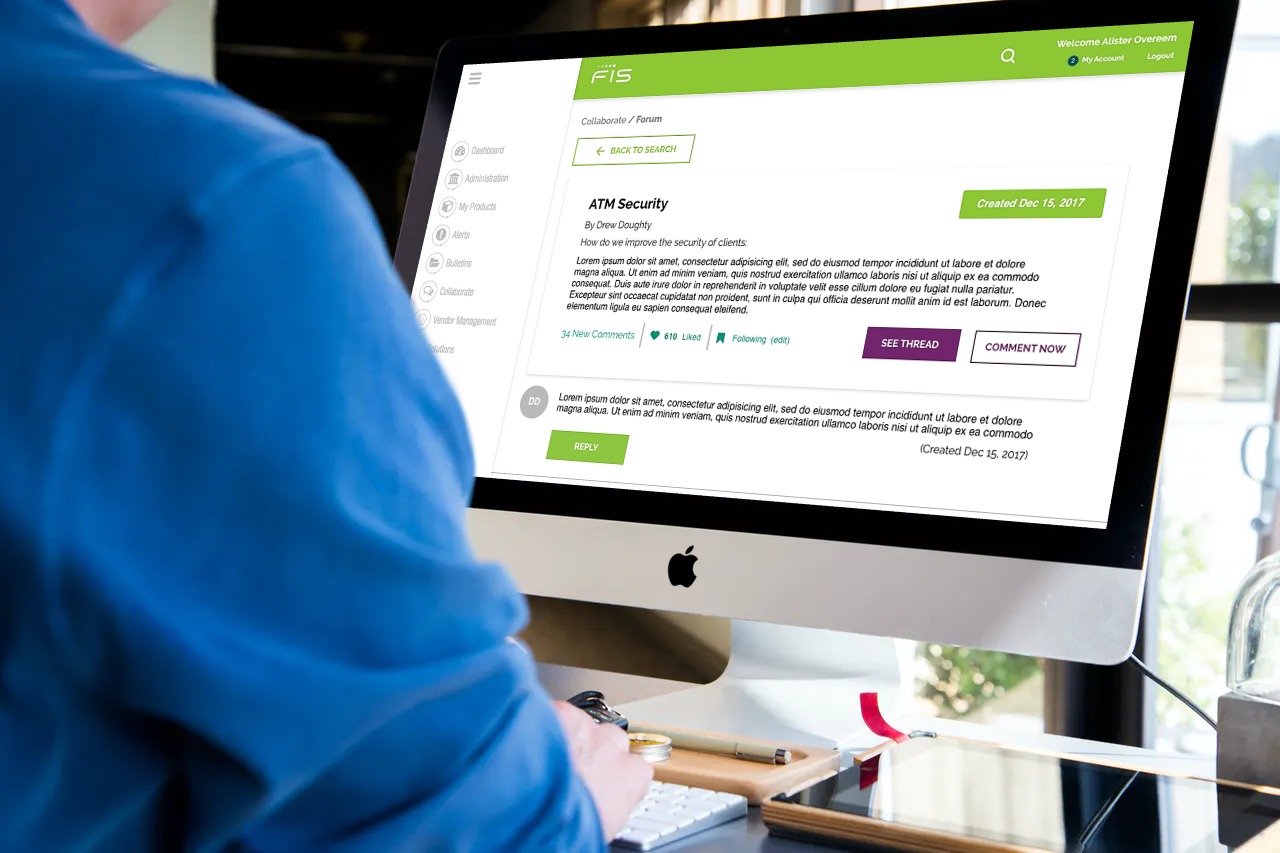 FIS
Welcome Alister Overeem
2 My Account Logout
Collaborate / Forum
BACK TO SEARCH
Dashboard
Administration
My Products
Alerts
Bulletins
Collaborate
Vendor Management
ATM Security
Created Dec 15, 2017
By Drew Doughty
How do we improve the security of clients:
Lorem ipsum dolor sit amet, consectetur adipisicing elit, sed do eiusmod tempor incididunt ut labore et dolore
magna aliqua. Ut enim ad minim veniam, quis nostrud exercitation ullamco laboris nisi ut aliquip ex ea commodo
consequat. Duis aute irure dolor in reprehenderit in voluptate velit esse cillum dolore eu fugiat nulla pariatur.
Excepteur sint occaecat cupidatat non proident, sunt in culpa qui officia deserunt mollit anim id est laborum. Donec
elementum ligula eu sapien consequat eleifend.
34 New Comments 610 Liked Following (edit)
SEE THREAD
COMMENT NOW
DD
Lorem ipsum dolor sit amet, consectetur adipisicing elit, sed do eiusmod tempor incididunt ut labore et dolore
magna aliqua. Ut enim ad minim veniam, quis nostrud exercitation ullamco laboris nisi ut aliquip ex ea commodo
(Created Dec 15, 2017)
REPLY